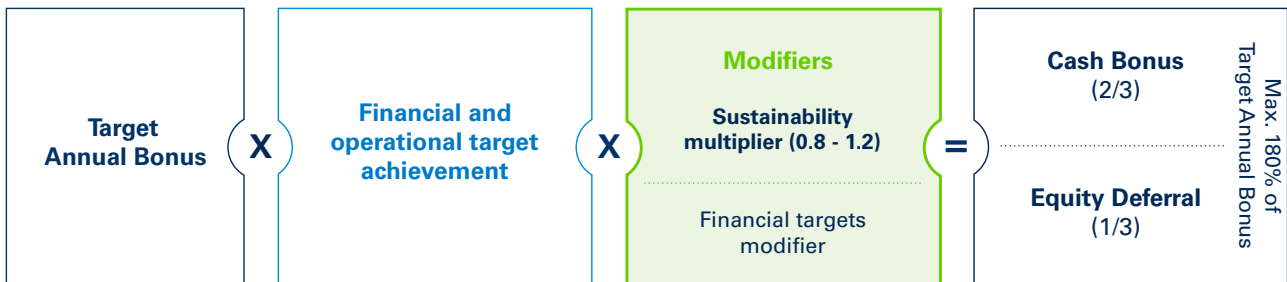 Target
Annual Bonus
X
Financial and
operational target
achievement
X
Modifiers
Sustainability
multiplier (0.8 - 1.2)
Financial targets
modifier
=
Cash Bonus
(2/3)
Equity Deferral
(1/3)
Max. 180% of
Target Annual Bonus